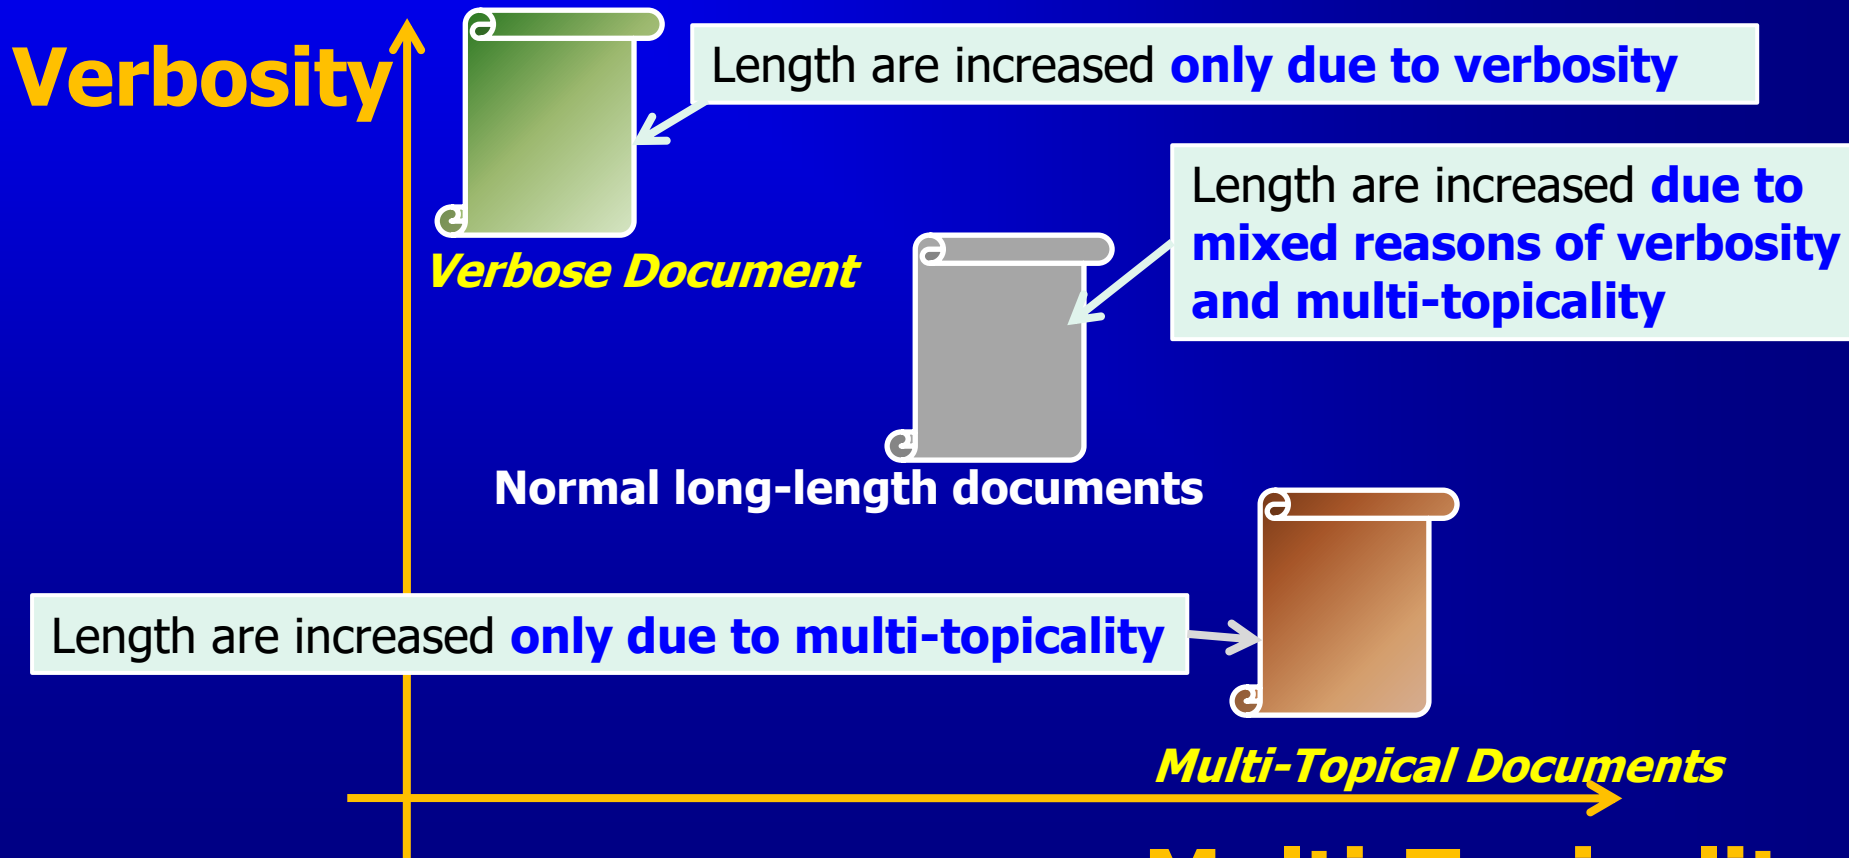 Verbosity
Length are increased only due to verbosity
Length are increased due to
mixed reasons of verbosity
and multi-topicality
Verbose Document
Normal long-length documents
Length are increased only due to multi-topicality
Multi-Topical Documents